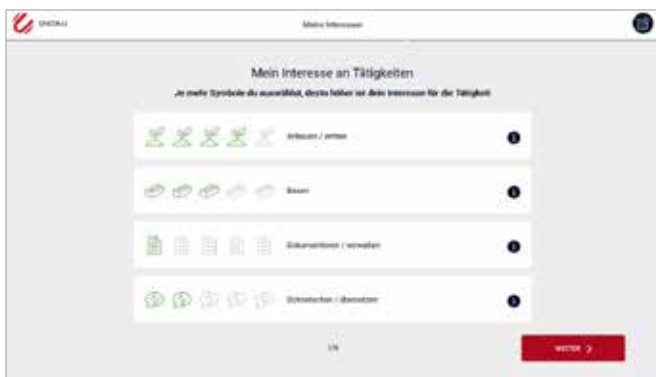 Meine Interessen
Mein Interesse an Tätigkeiten
Je mehr Symbole du auswählst, desto höher ist dein Interesse für die Tätigkeit
Anbauen / ernten
Bauen
Dokumentieren / verwalten
Dolmetschen / übersetzen
WEITER